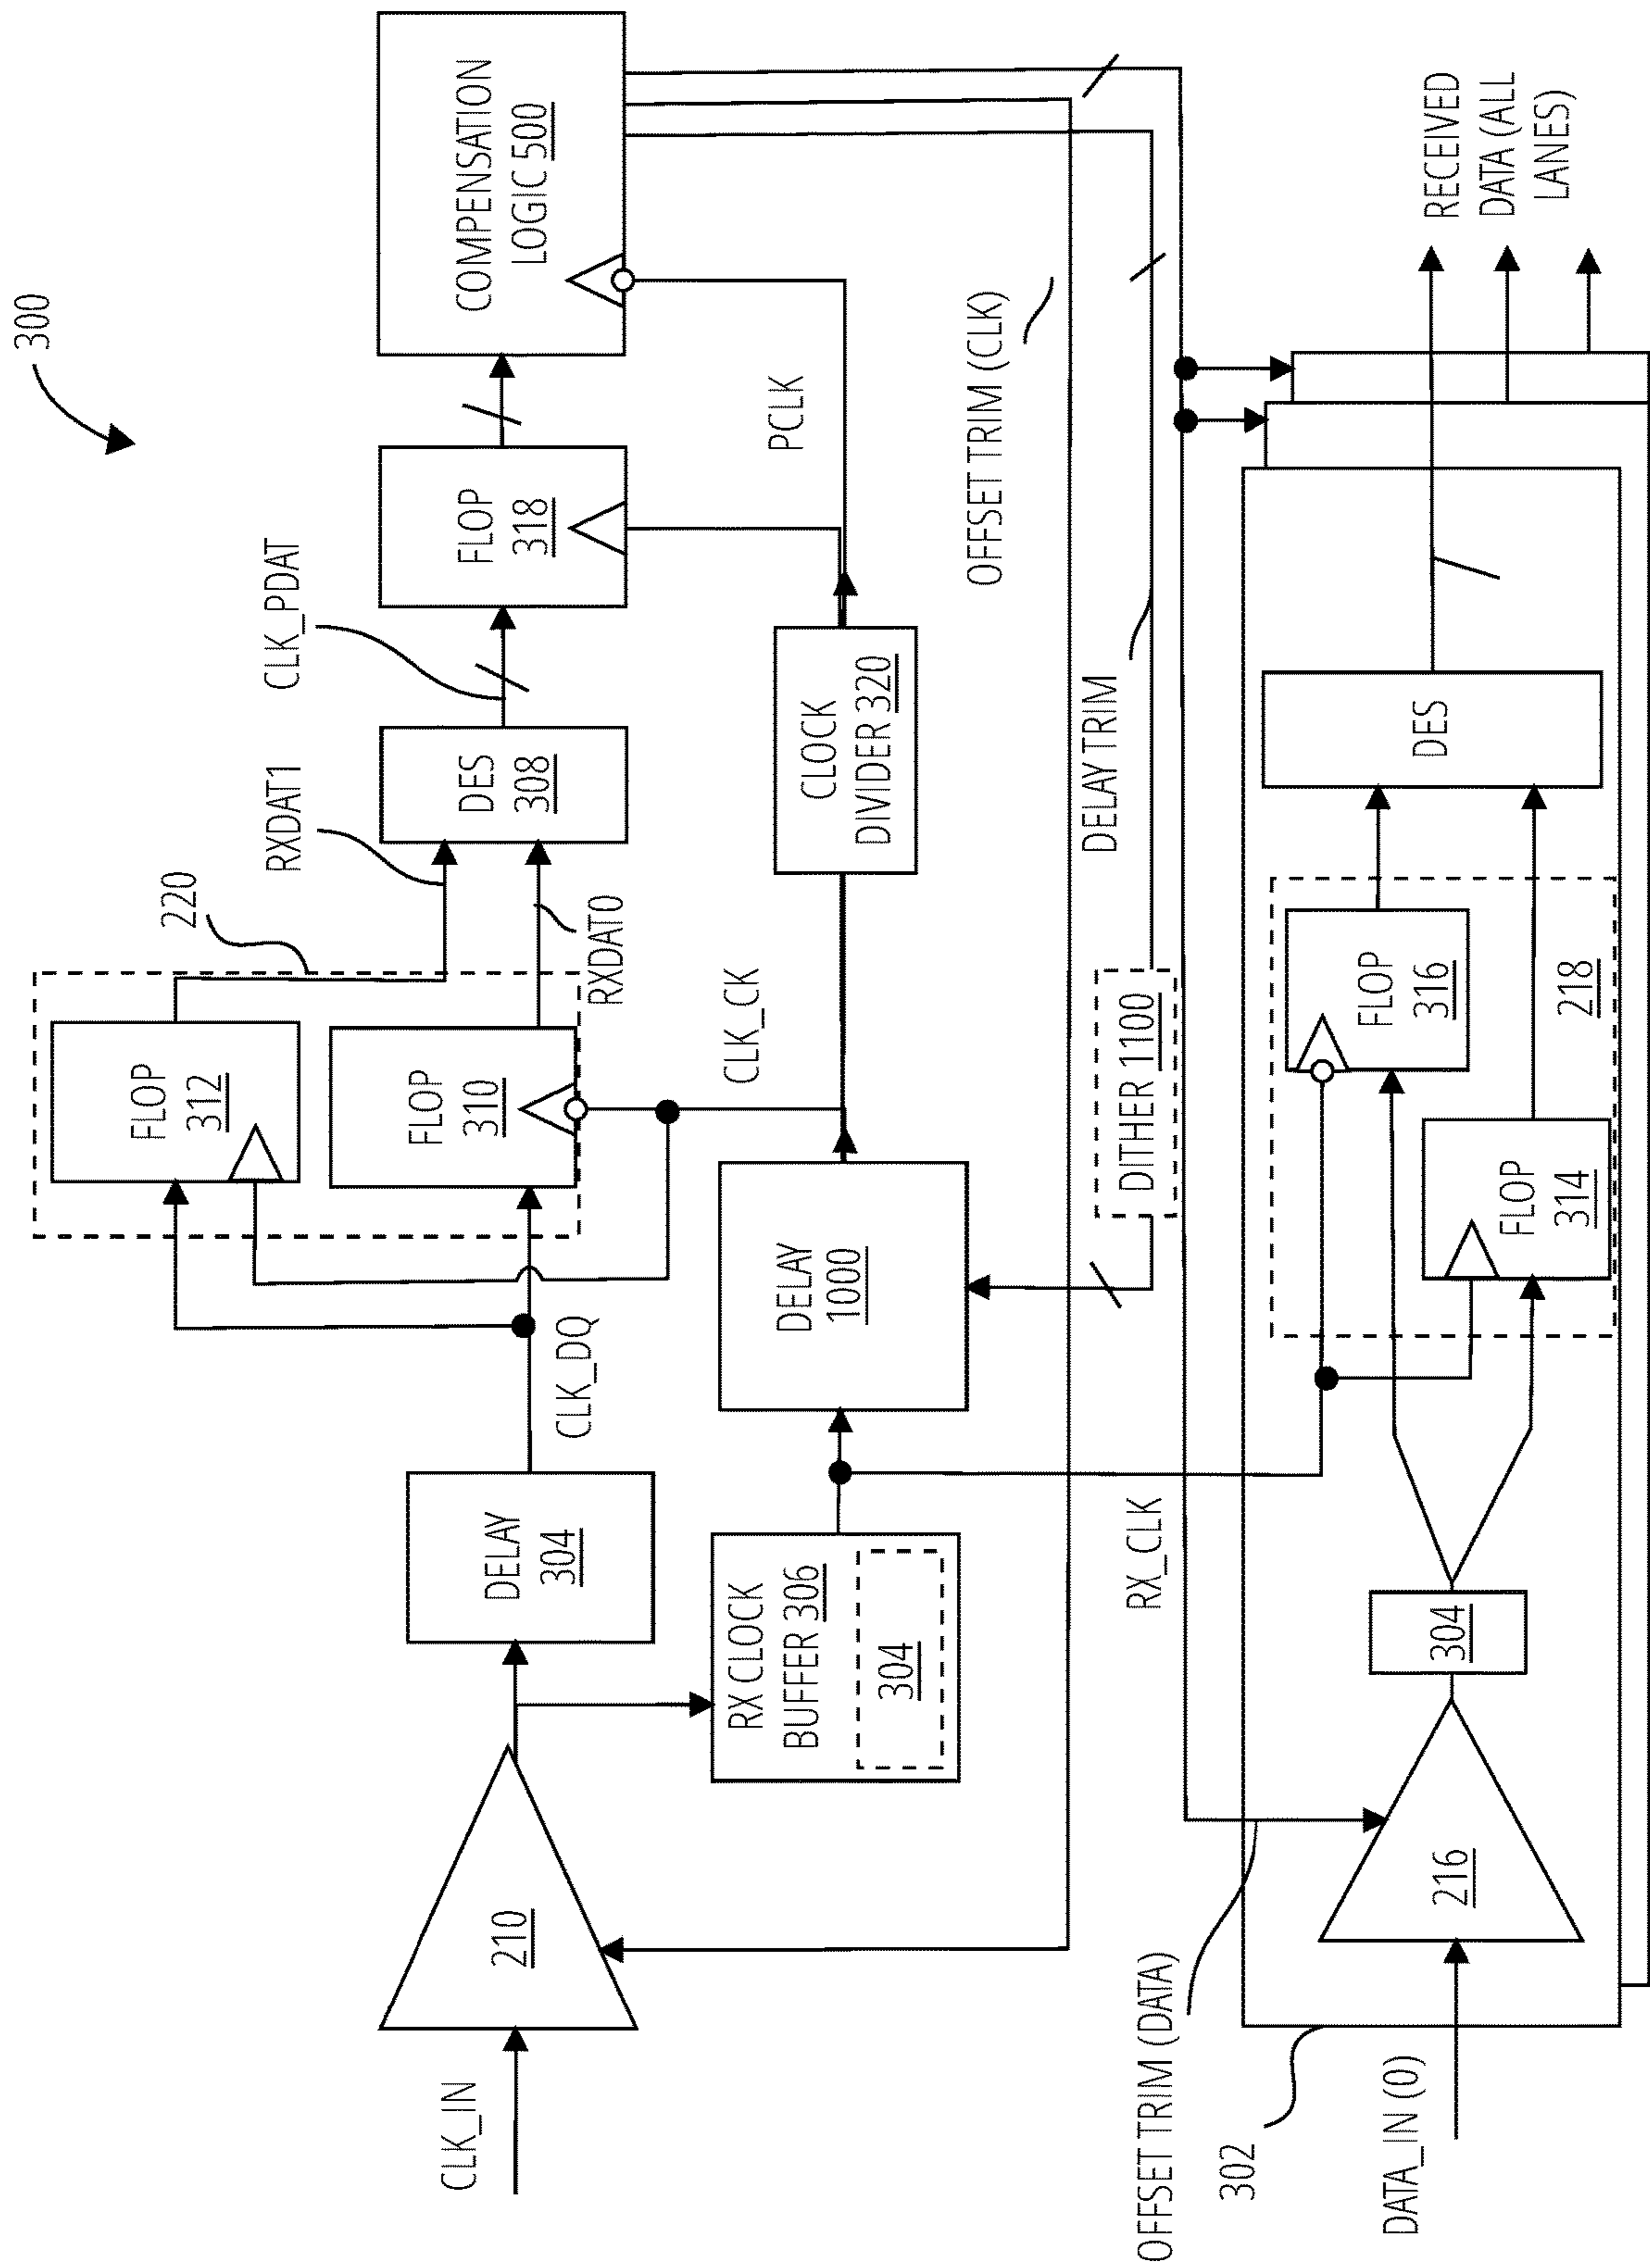 300
220
FLOP
312
FLOP
310
RXDAT1
RXDAT0
CLK_PDAT
DES
308
FLOP
318
COMPENSATION
LOGIC 500
CLK_IN
210
DELAY
304
CLK_DQ
CLK_CK
PCLK
RX CLOCK
BUFFER 306
304
DELAY
1000
CLOCK
DIVIDER 320
OFFSET TRIM (CLK)
DELAY TRIM
DITHER 1100
RX_CLK
OFFSET TRIM (DATA)
302
DATA_IN (0)
216
304
FLOP
316
FLOP
314
218
DES
RECEIVED
DATA (ALL
LANES)